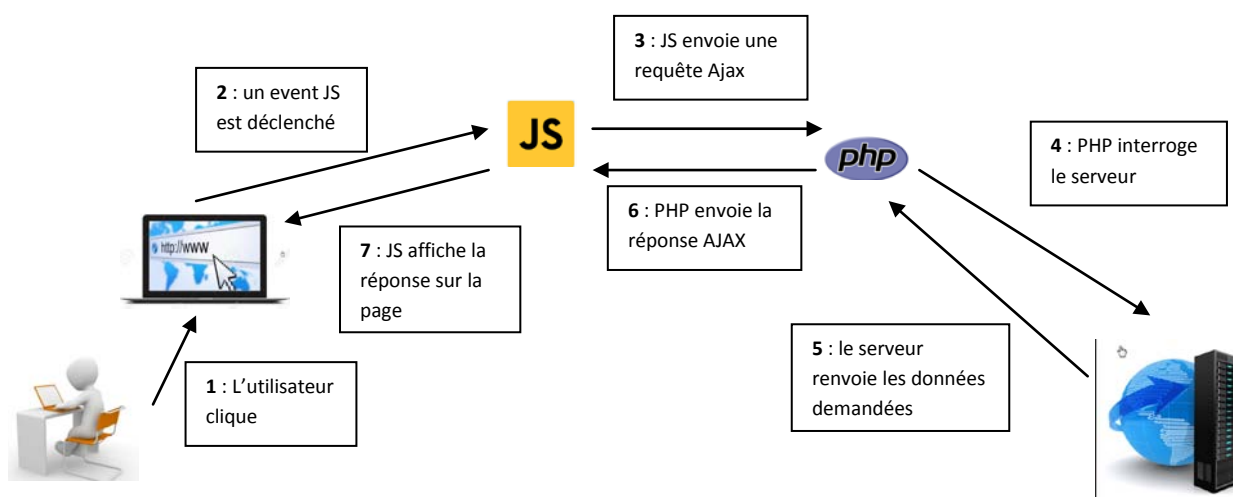 1 : L'utilisateur
clique
2 : un event JS
est déclenché
3 : JS envoie une
requête Ajax
4 : PHP interroge
le serveur
5 : le serveur
renvoie les données
demandées
6 : PHP envoie la
réponse AJAX
7 : JS affiche la
réponse sur la
page
JS
php
http://www